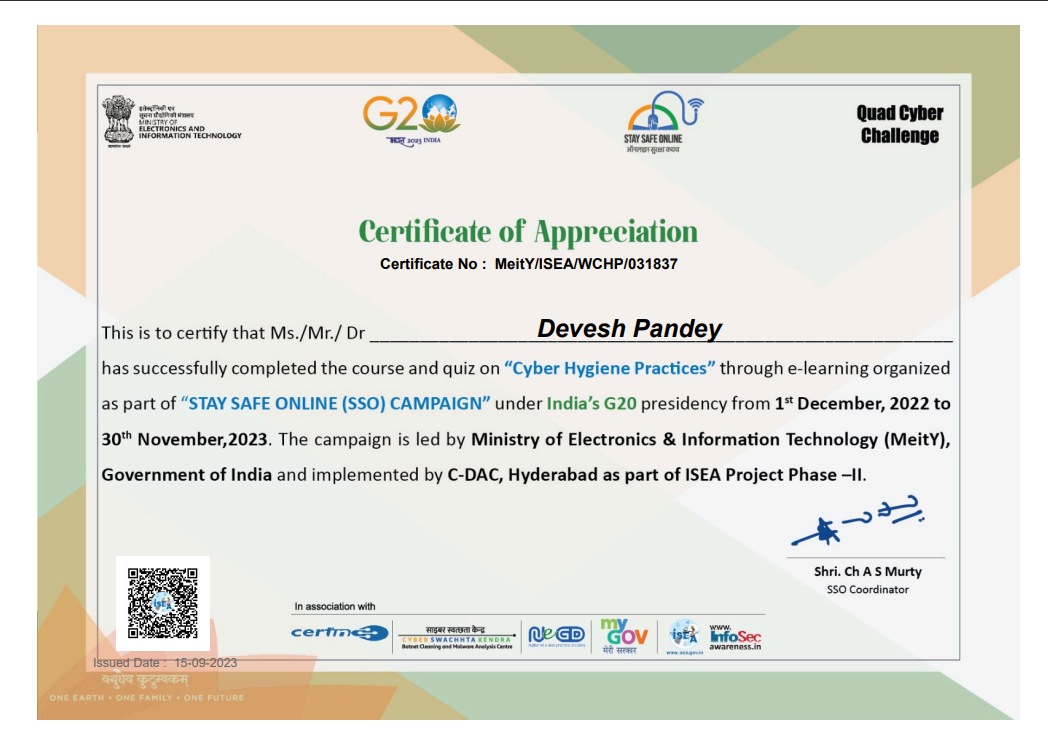 इलेक्ट्रॉनिकी एवं
सूचना प्रौद्योगिकी मंत्रालय
MINISTRY OF
ELECTRONICS AND
INFORMATION TECHNOLOGY
सत्यमेव जयते
G20
भारत 2023 INDIA
STAY SAFE ONLINE
ऑनलाइन सुरक्षा कवच
Quad Cyber
Challenge
Certificate of Appreciation
Certificate No : MeitY/ISEA/WCHP/031837
This is to certify that Ms./Mr./ Dr Devesh Pandey
has successfully completed the course and quiz on “Cyber Hygiene Practices” through e-learning organized
as part of “STAY SAFE ONLINE (SSO) CAMPAIGN” under India’s G20 presidency from 1st December, 2022 to
30th November,2023. The campaign is led by Ministry of Electronics & Information Technology (MeitY),
Government of India and implemented by C-DAC, Hyderabad as part of ISEA Project Phase –II.
Shri. Ch A S Murty
SSO Coordinator
ISEA
In association with
certin
साइबर स्वच्छता केन्द्र
CYBER SWACHHTA KENDRA
Botnet Cleaning and Malware Analysis Centre
NeGD
my
GOV
मेरी सरकार
ISEA
www.isea.gov.in
www.
InfoSec
awareness.in
Issued Date : 15-09-2023
वसुधैव कुटुम्बकम्
ONE EARTH • ONE FAMILY • ONE FUTURE